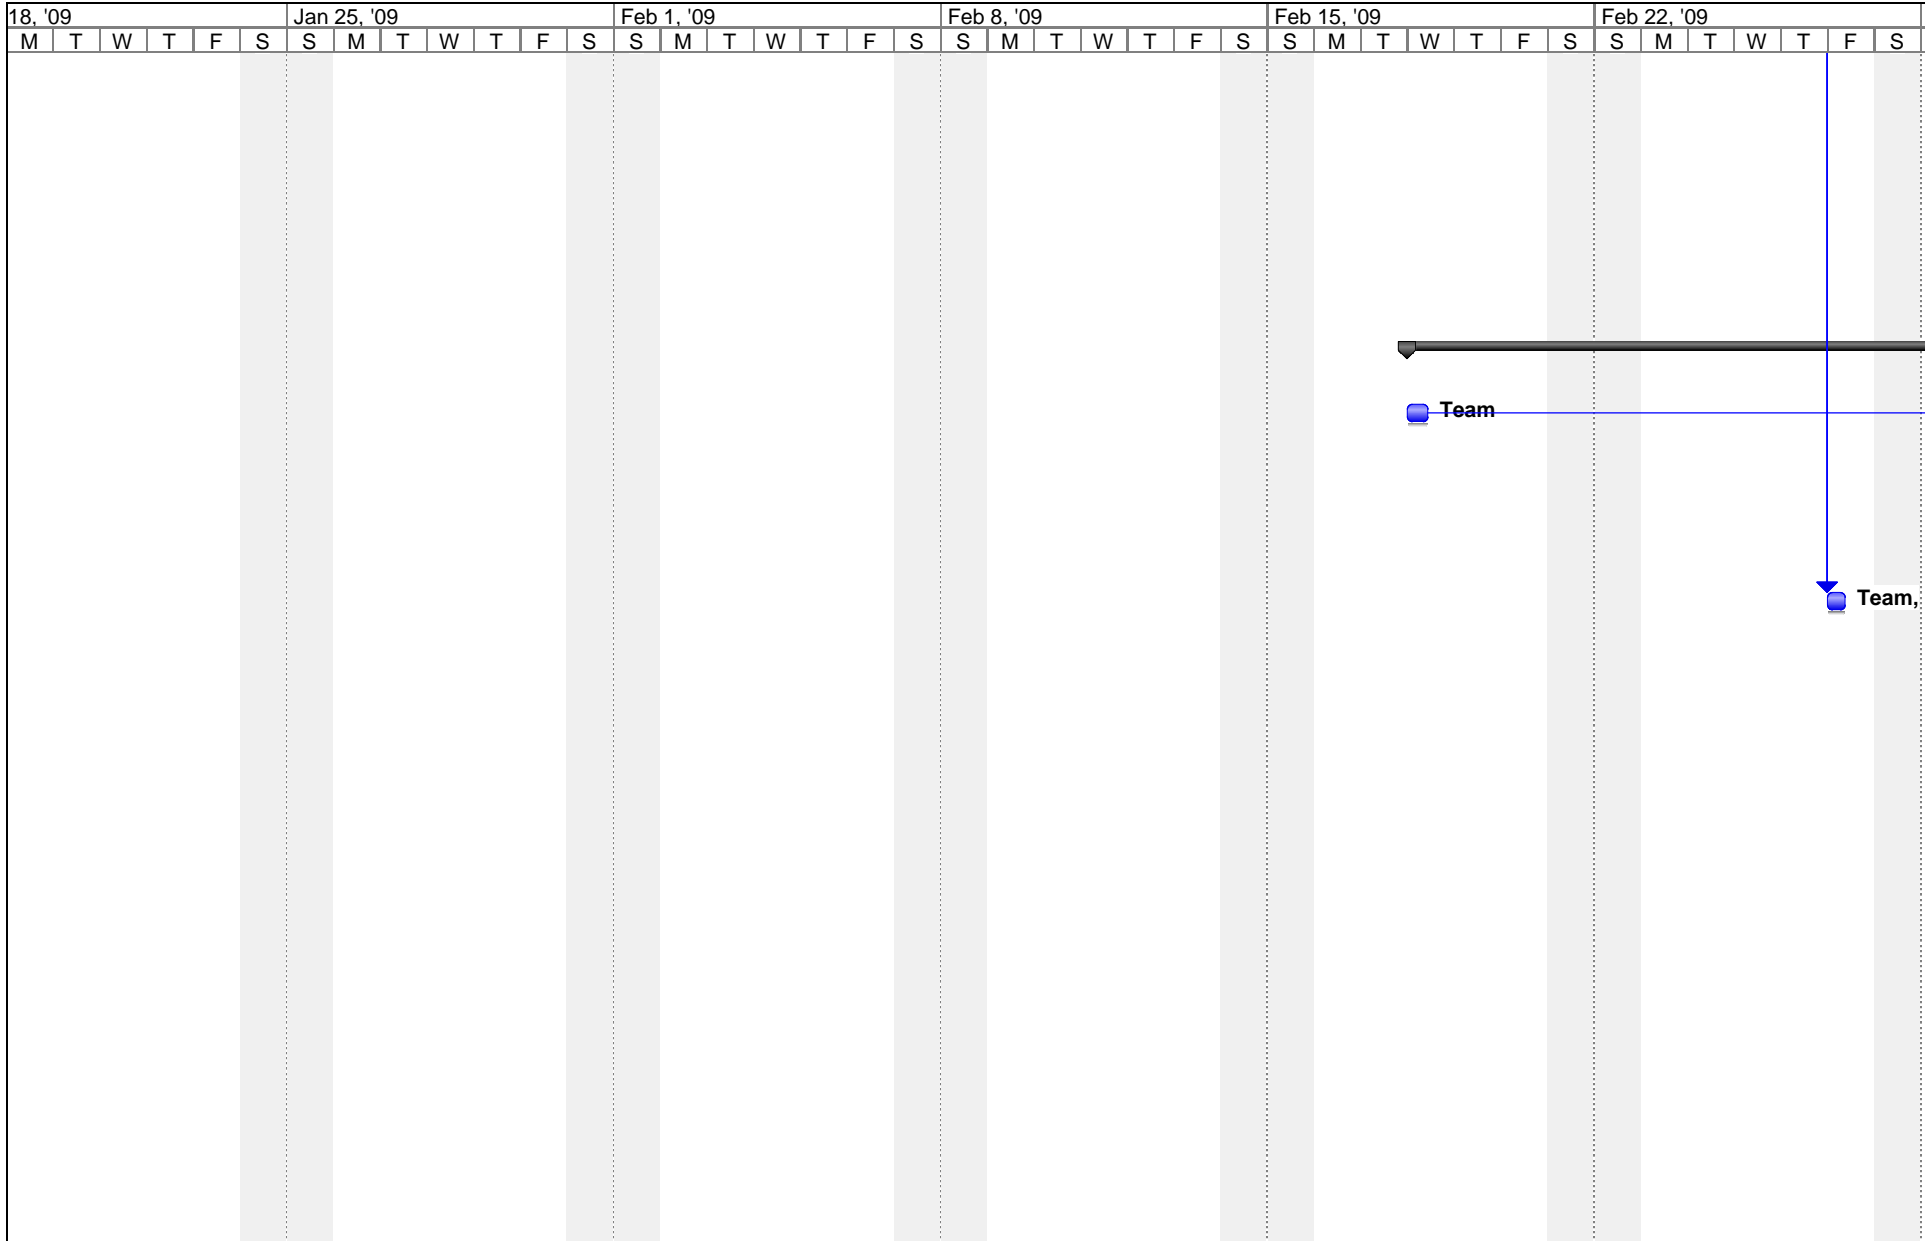 18, '09 Jan 25, '09 Feb 1, '09 Feb 8, '09 Feb 15, '09 Feb 22, '09
M T W T F S S M T W T F S S M T W T F S S M T W T F S S M T W T F S S M T W T F S
Team
Team,